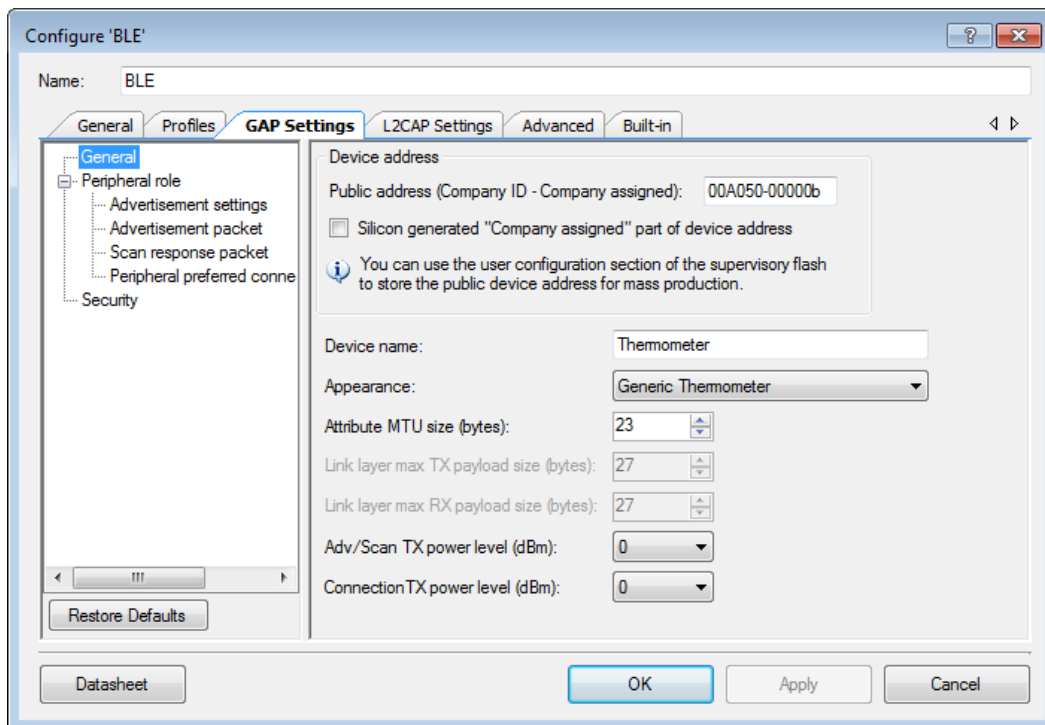 Configure 'BLE'
Name: BLE
General Profiles GAP Settings L2CAP Settings Advanced Built-in
General
Peripheral role
Advertisement settings
Advertisement packet
Scan response packet
Peripheral preferred conne
Security
Restore Defaults
Device address
Public address (Company ID - Company assigned): 00A050-00000b
Silicon generated "Company assigned" part of device address
You can use the user configuration section of the supervisory flash
to store the public device address for mass production.
Device name: Thermometer
Appearance: Generic Thermometer
Attribute MTU size (bytes): 23
Link layer max TX payload size (bytes): 27
Link layer max RX payload size (bytes): 27
Adv/Scan TX power level (dBm): 0
Connection TX power level (dBm): 0
Datasheet OK Apply Cancel